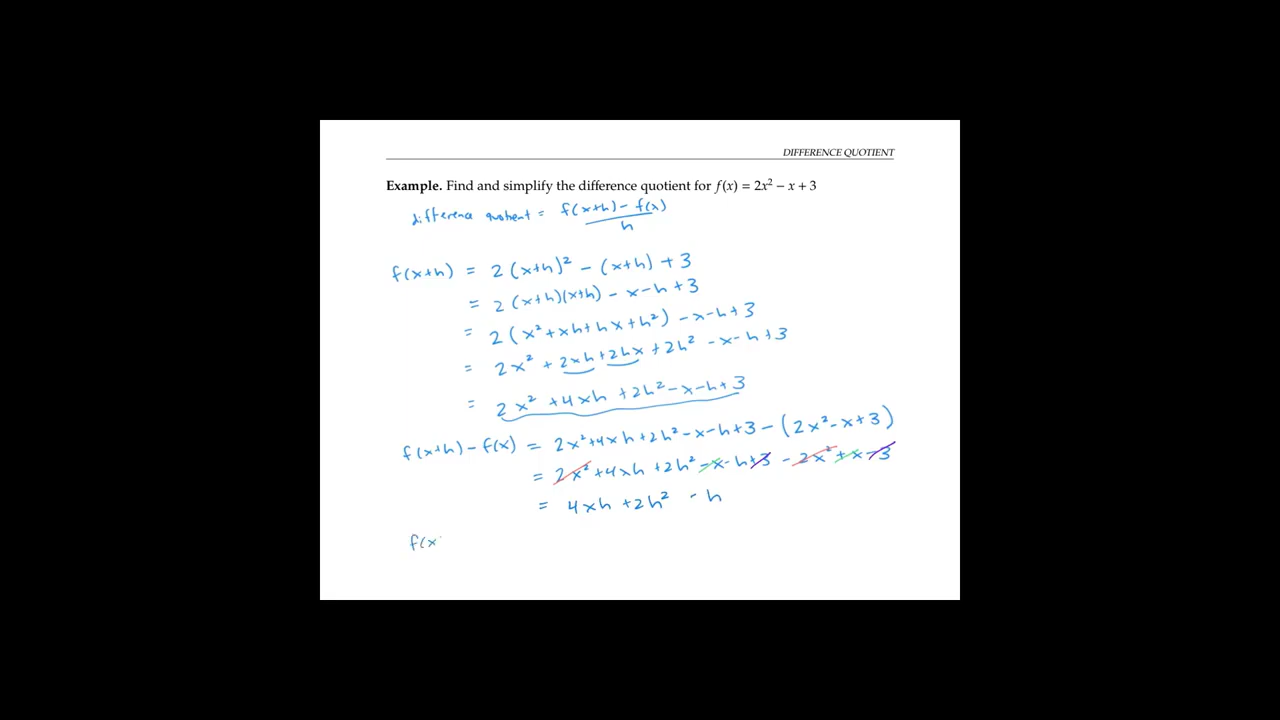 DIFFERENCE QUOTIENT
Example. Find and simplify the difference quotient for f(x) = 2x² − x + 3
difference quotient = f(x+h) − f(x) / h
f(x+h) = 2(x+h)² − (x+h) + 3
= 2(x+h)(x+h) − x−h+3
= 2(x²+xh+hx+h²) −x−h+3
= 2x² + 2xh+2hx+2h² −x−h+3
= 2x² +4xh +2h²−x−h+3
f(x+h)−f(x) = 2x²+4xh+2h²−x−h+3 −(2x²−x+3)
= 2x²+4xh+2h²−x−h+3 −2x²+x−3
= 4xh +2h² −h
f(x